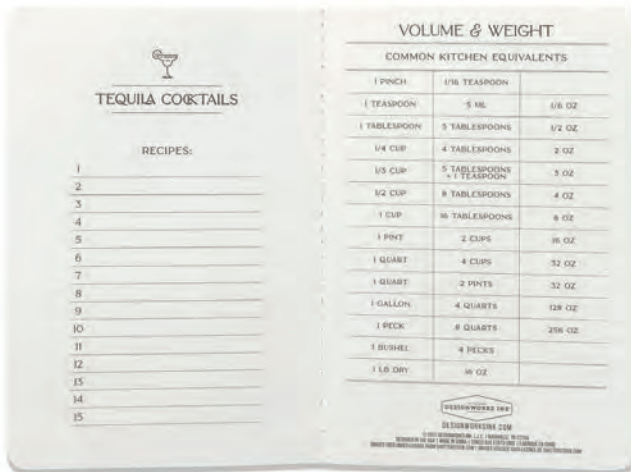 TEQUILA COCKTAILS
RECIPES:
1
2
3
4
5
6
7
8
9
10
11
12
13
14
15
VOLUME & WEIGHT
COMMON KITCHEN EQUIVALENTS
1 PINCH 1/16 TEASPOON
1 TEASPOON 5 ML 1/6 OZ
1 TABLESPOON 3 TABLESPOONS 1/2 OZ
1/4 CUP 4 TABLESPOONS 2 OZ
1/3 CUP 5 TABLESPOONS
+ 1 TEASPOON 3 OZ
1/2 CUP 8 TABLESPOONS 4 OZ
1 CUP 16 TABLESPOONS 8 OZ
1 PINT 2 CUPS 16 OZ
1 QUART 4 CUPS 32 OZ
1 QUART 2 PINTS 32 OZ
1 GALLON 4 QUARTS 128 OZ
1 PECK 8 QUARTS 256 OZ
1 BUSHEL 4 PECKS
1 LB DRY 16 OZ
DESIGNWORKS INK
DESIGNWORKSINK.COM